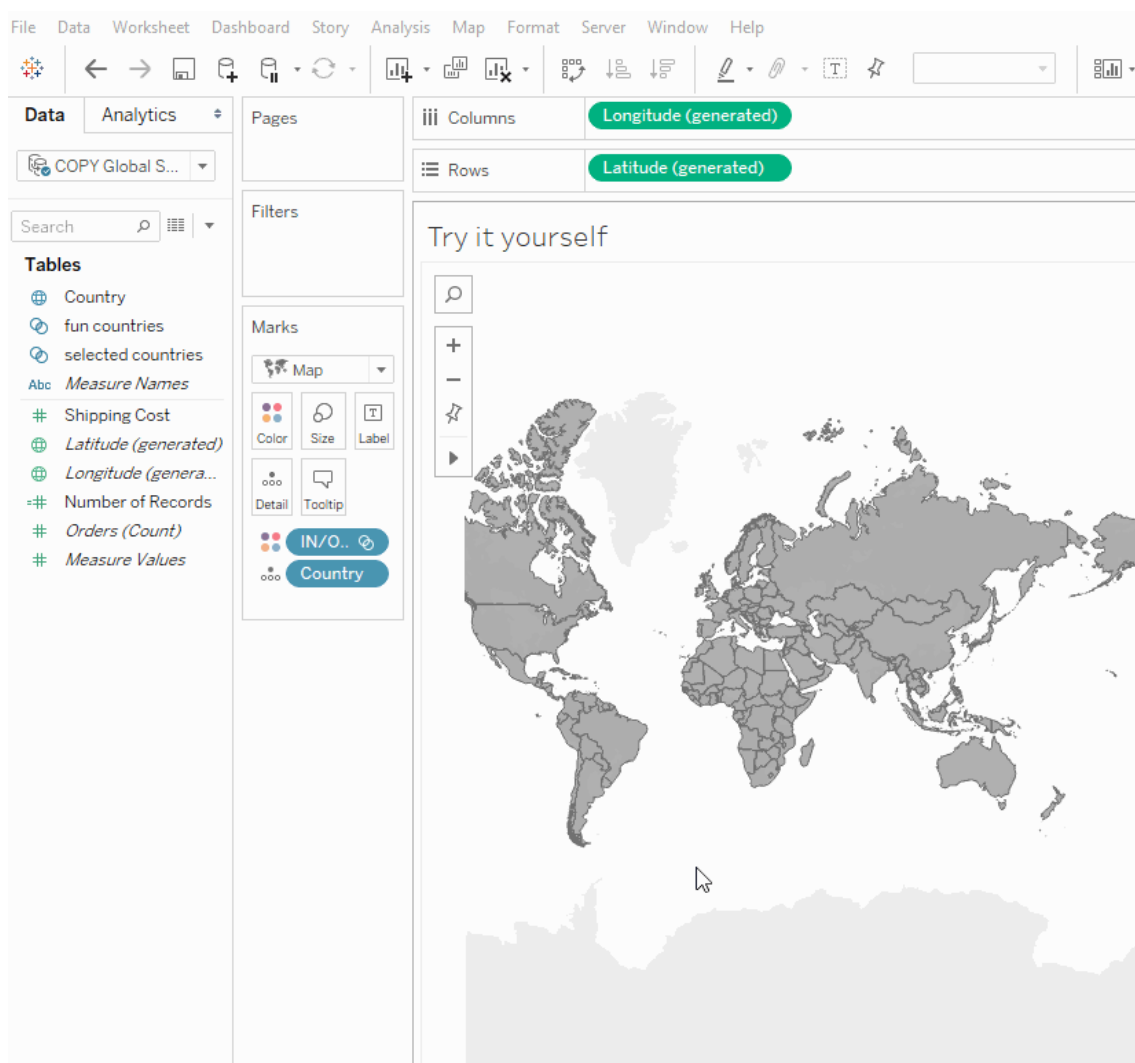 File Data Worksheet Dashboard Story Analysis Map Format Server Window Help
Data Analytics
COPY Global S...
Search
Tables
Country
fun countries
selected countries
Abc Measure Names
Shipping Cost
Latitude (generated)
Longitude (genera...
=# Number of Records
# Orders (Count)
# Measure Values
Pages
Filters
Marks
Map
Color Size T Label
Detail Tooltip
IN/O..
Country
Columns Longitude (generated)
Rows Latitude (generated)
Try it yourself